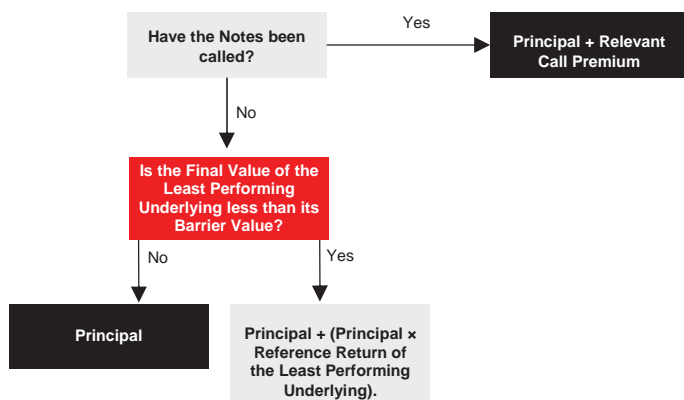 Have the Notes been
called?
Yes
Principal + Relevant
Call Premium
No
Is the Final Value of the
Least Performing
Underlying less than its
Barrier Value?
No
Yes
Principal
Principal + (Principal ×
Reference Return of
the Least Performing
Underlying).